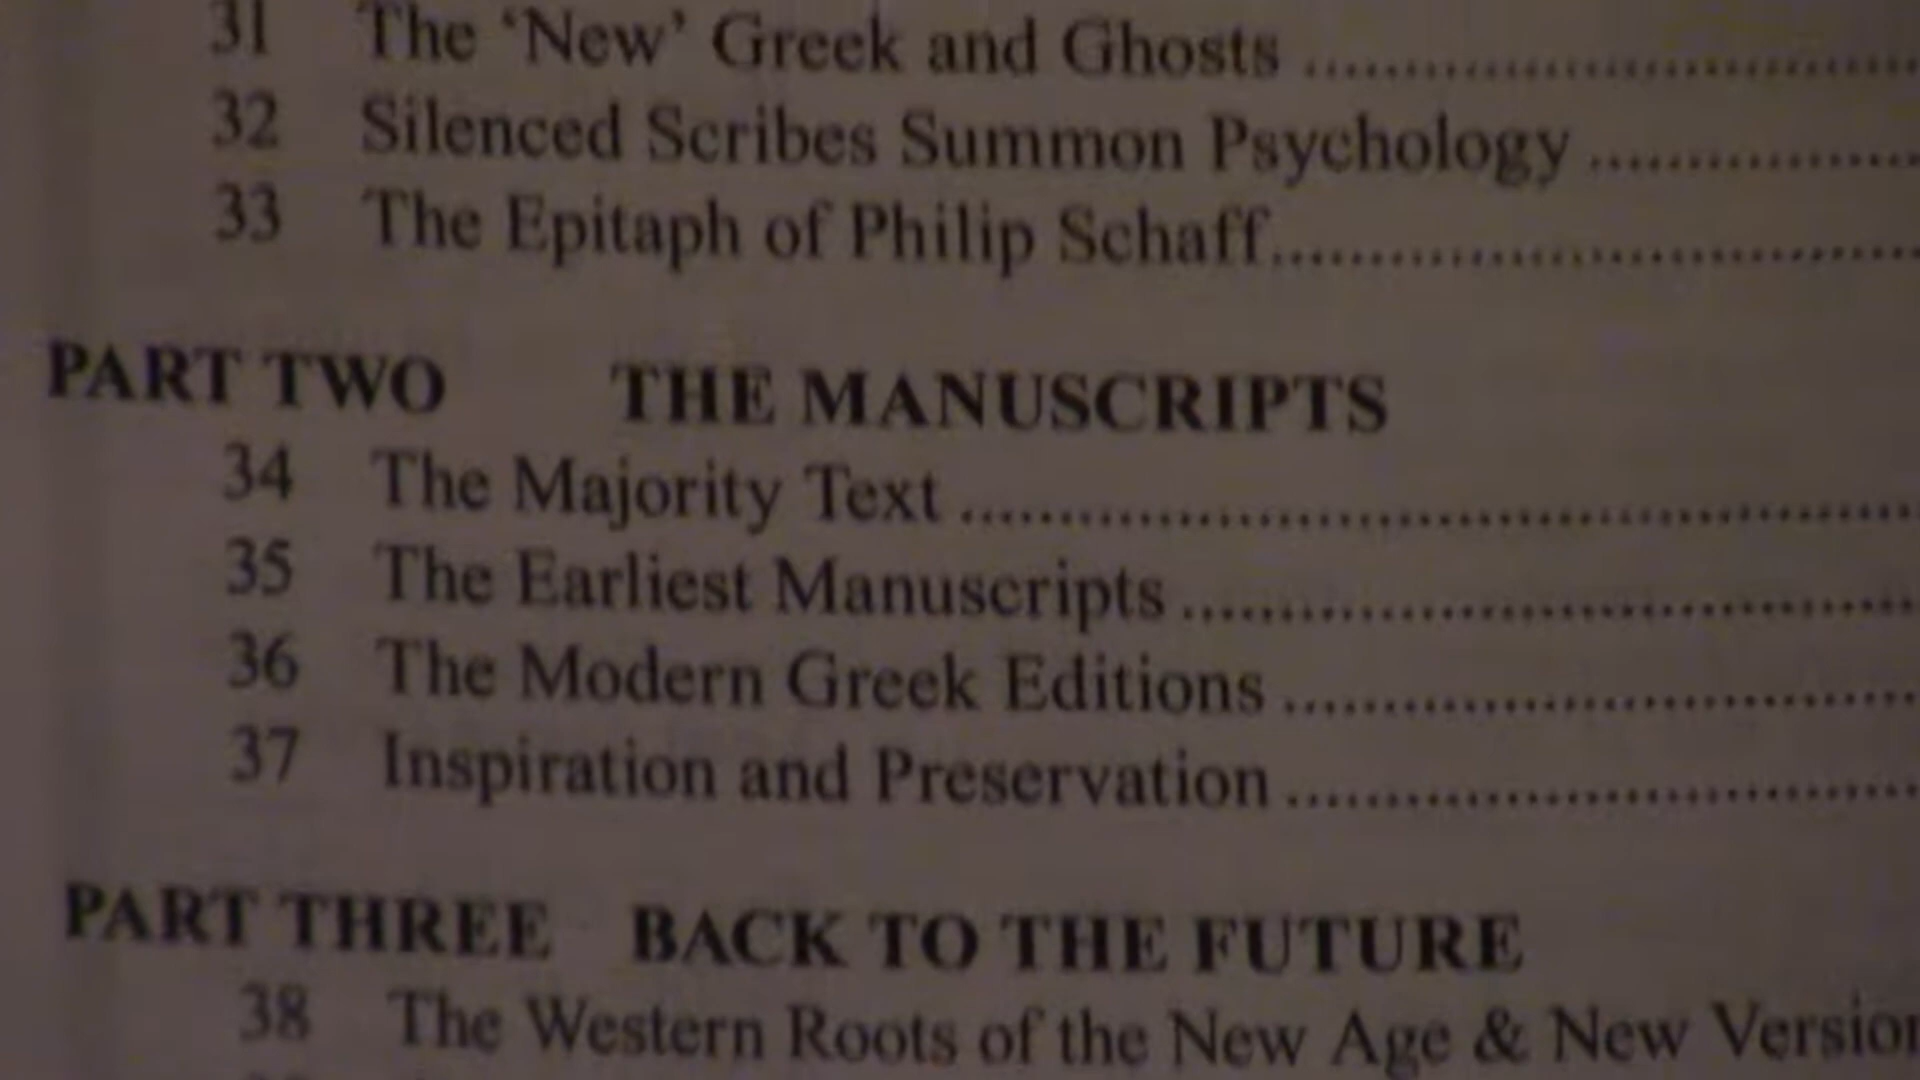 31 The ‘New’ Greek and Ghosts ........................
32 Silenced Scribes Summon Psychology ................
33 The Epitaph of Philip Schaff........................
PART TWO THE MANUSCRIPTS
34 The Majority Text ........................
35 The Earliest Manuscripts ........................
36 The Modern Greek Editions ........................
37 Inspiration and Preservation ........................
PART THREE BACK TO THE FUTURE
38 The Western Roots of the New Age & New Version